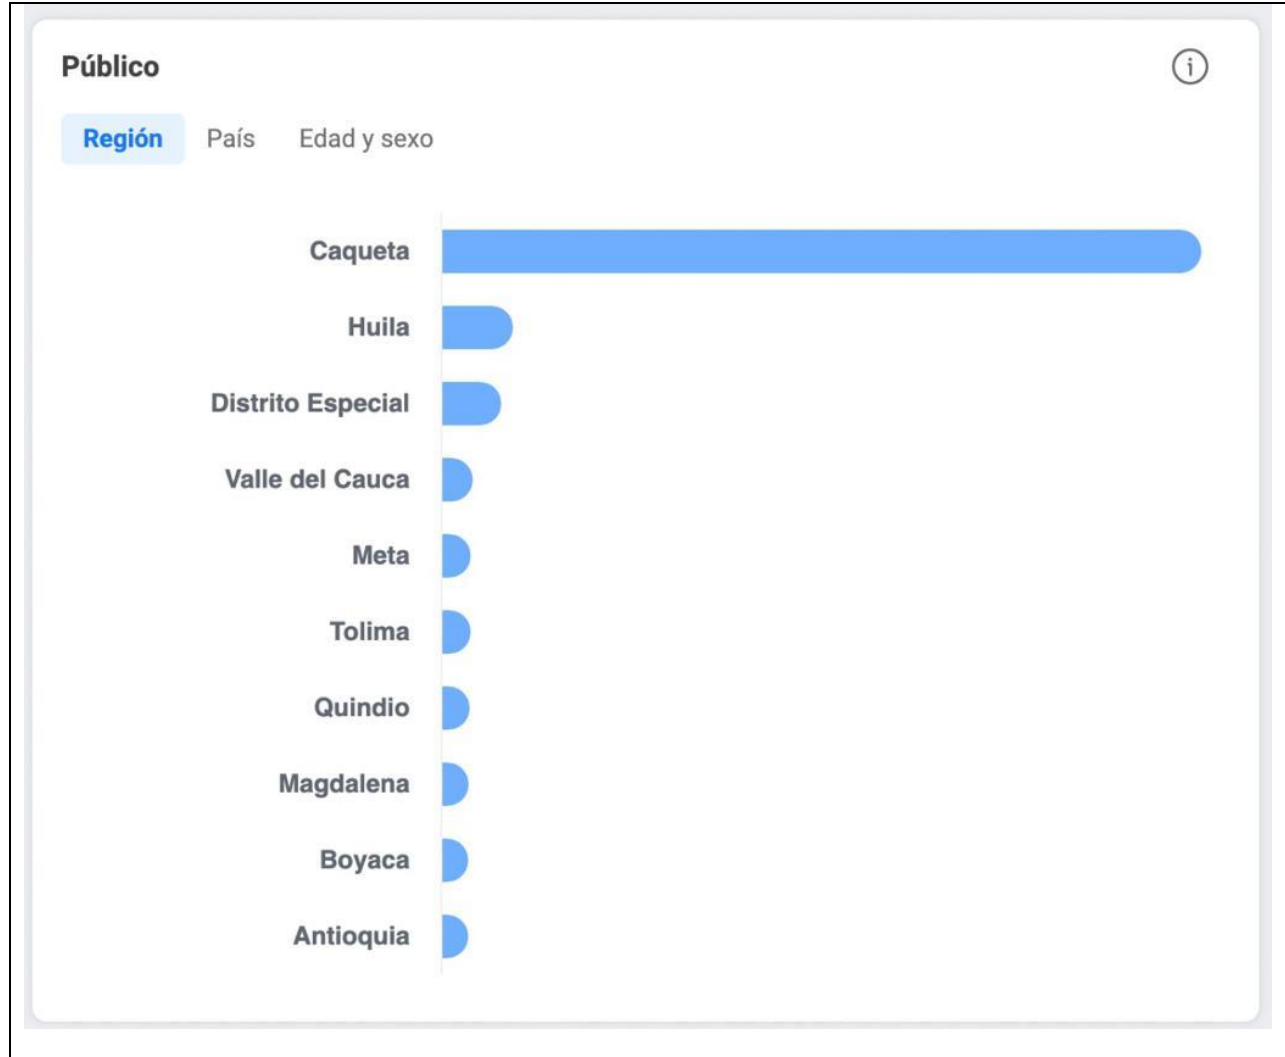 Público
Región País Edad y sexo
Caqueta
Huila
Distrito Especial
Valle del Cauca
Meta
Tolima
Quindio
Magdalena
Boyaca
Antioquia